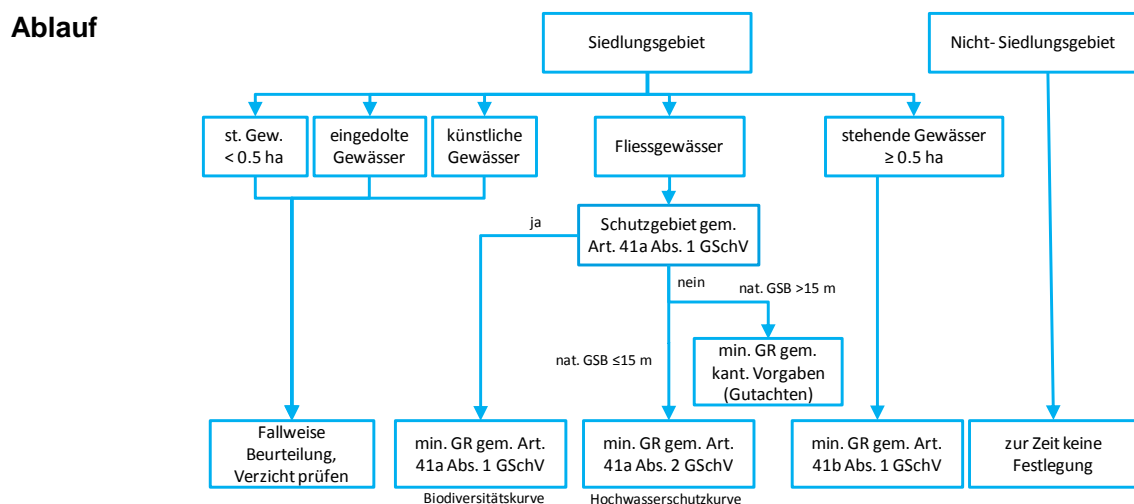 Ablauf
Siedlungsgebiet
Nicht- Siedlungsgebiet
st. Gew.
< 0.5 ha
eingedolte
Gewässer
künstliche
Gewässer
Fliessgewässer
stehende Gewässer
≥ 0.5 ha
ja
Schutzgebiet gem.
Art. 41a Abs. 1 GSchV
nein
nat. GSB >15 m
nat. GSB ≤15 m
min. GR gem.
kant. Vorgaben
(Gutachten)
Fallweise
Beurteilung,
Verzicht prüfen
min. GR gem. Art.
41a Abs. 1 GSchV
min. GR gem. Art.
41a Abs. 2 GSchV
min. GR gem. Art.
41b Abs. 1 GSchV
zur Zeit keine
Festlegung
Biodiversitätskurve
Hochwasserschutzkurve